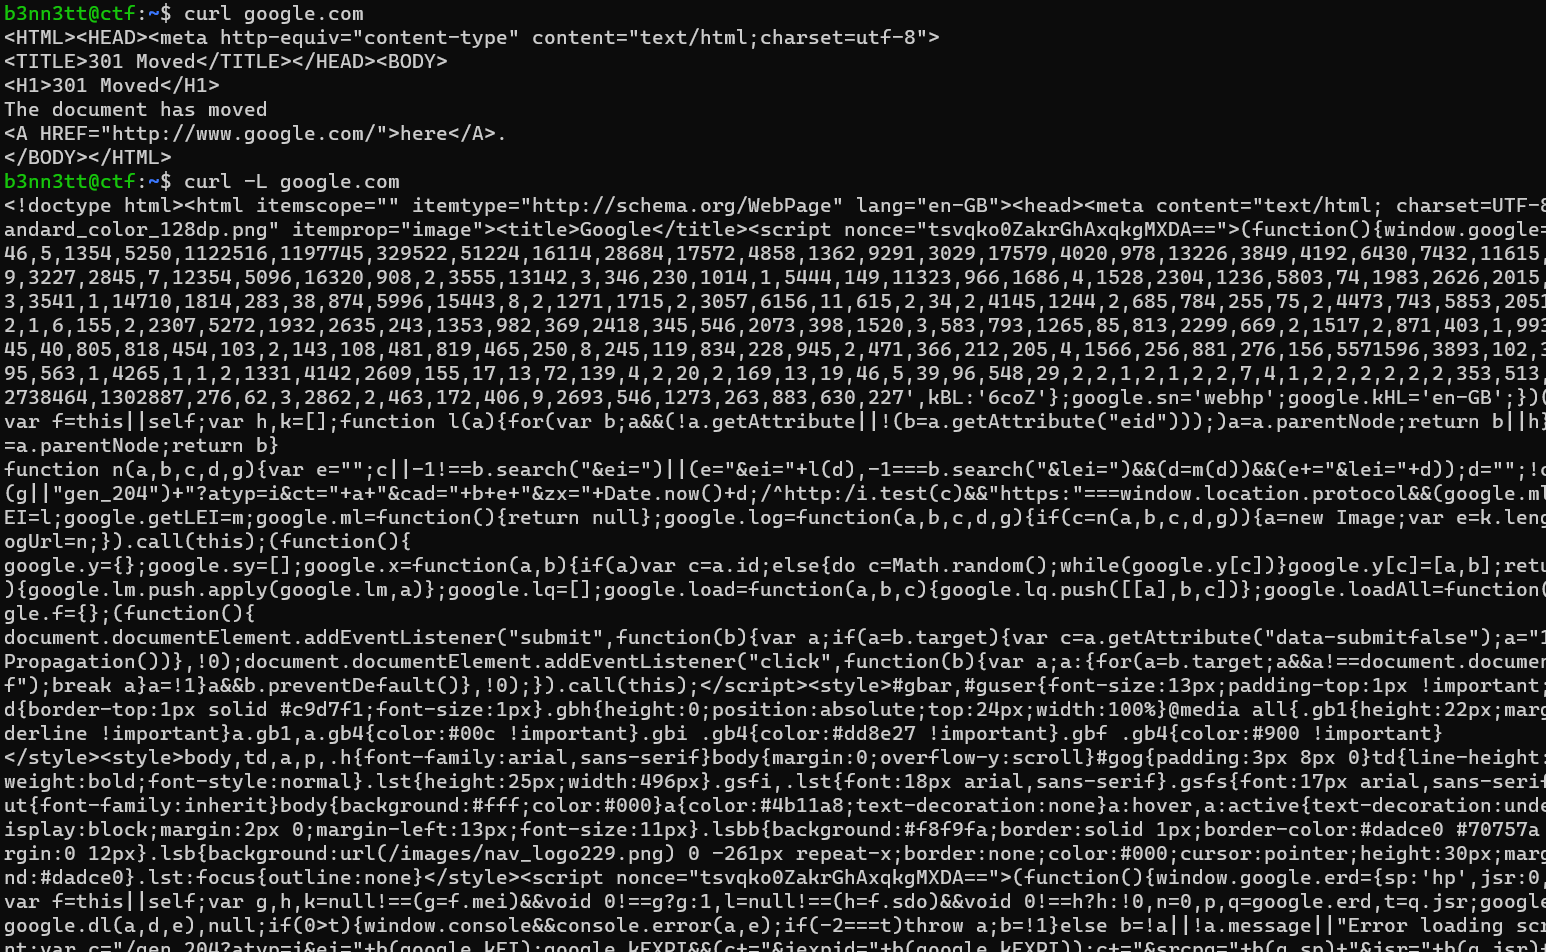 b3nn3tt@ctf:~$ curl google.com
<HTML><HEAD><meta http-equiv="content-type" content="text/html;charset=utf-8">
<TITLE>301 Moved</TITLE></HEAD><BODY>
<H1>301 Moved</H1>
The document has moved
<A HREF="http://www.google.com/">here</A>.
</BODY></HTML>
b3nn3tt@ctf:~$ curl -L google.com
<!doctype html><html itemscope="" itemtype="http://schema.org/WebPage" lang="en-GB"><head><meta content="text/html; charset=UTF-8
andard_color_128dp.png" itemprop="image"><title>Google</title><script nonce="tsvqko0ZakrGhAxqkgMXDA==">(function(){window.google=
46,5,1354,5250,1122516,1197745,329522,51224,16114,28684,17572,4858,1362,9291,3029,17579,4020,978,13226,3849,4192,6430,7432,11615,
9,3227,2845,7,12354,5096,16320,908,2,3555,13142,3,346,230,1014,1,5444,149,11323,966,1686,4,1528,2304,1236,5803,74,1983,2626,2015,
3,3541,1,14710,1814,283,38,874,5996,15443,8,2,1271,1715,2,3057,6156,11,615,2,34,2,4145,1244,2,685,784,255,75,2,4473,743,5853,2051
2,1,6,155,2,2307,5272,1932,2635,243,1353,982,369,2418,345,546,2073,398,1520,3,583,793,1265,85,813,2299,669,2,1517,2,871,403,1,993
45,40,805,818,454,103,2,143,108,481,819,465,250,8,245,119,834,228,945,2,471,366,212,205,4,1566,256,881,276,156,5571596,3893,102,3
95,563,1,4265,1,1,2,1331,4142,2609,155,17,13,72,139,4,2,20,2,169,13,19,46,5,39,96,548,29,2,2,1,2,1,2,2,7,4,1,2,2,2,2,2,2,353,513,
2738464,1302887,276,62,3,2862,2,463,172,406,9,2693,546,1273,263,883,630,227',kBL:'6coZ'};google.sn='webhp';google.kHL='en-GB';})(
var f=this||self;var h,k=[];function l(a){for(var b;a&&(!a.getAttribute||!(b=a.getAttribute("eid")));)a=a.parentNode;return b||h}
=a.parentNode;return b}
function n(a,b,c,d,g){var e="";c||-1!==b.search("&ei=")||(e="&ei="+l(d),-1===b.search("&lei=")&&(d=m(d))&&(e+="&lei="+d));d="";!c
(g||"gen_204")+"?atyp=i&ct="+a+"&cad="+b+e+"&zx="+Date.now()+d;/^http:/i.test(c)&&"https:"===window.location.protocol&&(google.ml
EI=l;google.getLEI=m;google.ml=function(){return null};google.log=function(a,b,c,d,g){if(c=n(a,b,c,d,g)){a=new Image;var e=k.leng
ogUrl=n;}).call(this);(function(){
google.y={};google.sy=[];google.x=function(a,b){if(a)var c=a.id;else{do c=Math.random();while(google.y[c])}google.y[c]=[a,b];retu
){google.lm.push.apply(google.lm,a)};google.lq=[];google.load=function(a,b,c){google.lq.push([[a],b,c])};google.loadAll=function(
gle.f={};(function(){
document.documentElement.addEventListener("submit",function(b){var a;if(a=b.target){var c=a.getAttribute("data-submitfalse");a="1
Propagation())},!0);document.documentElement.addEventListener("click",function(b){var a;a:{for(a=b.target;a&&a!==document.documen
f");break a}a=!1}a&&b.preventDefault()},!0);}).call(this);</script><style>#gbar,#guser{font-size:13px;padding-top:1px !important;
d{border-top:1px solid #c9d7f1;font-size:1px}.gbh{height:0;position:absolute;top:24px;width:100%}@media all{.gb1{height:22px;marg
derline !important}a.gb1,a.gb4{color:#00c !important}.gbi .gb4{color:#dd8e27 !important}.gbf .gb4{color:#900 !important}
</style><style>body,td,a,p,.h{font-family:arial,sans-serif}body{margin:0;overflow-y:scroll}#gog{padding:3px 8px 0}td{line-height:
weight:bold;font-style:normal}.lst{height:25px;width:496px}.gsfi,.lst{font:18px arial,sans-serif}.gsfs{font:17px arial,sans-serif
ut{font-family:inherit}body{background:#fff;color:#000}a{color:#4b11a8;text-decoration:none}a:hover,a:active{text-decoration:unde
isplay:block;margin:2px 0;margin-left:13px;font-size:11px}.lsbb{background:#f8f9fa;border:solid 1px;border-color:#dadce0 #70757a
rgin:0 12px}.lsb{background:url(/images/nav_logo229.png) 0 -261px repeat-x;border:none;color:#000;cursor:pointer;height:30px;marg
nd:#dadce0}.lst:focus{outline:none}</style><script nonce="tsvqko0ZakrGhAxqkgMXDA==">(function(){window.google.erd={sp:'hp',jsr:0,
var f=this||self;var g,h,k=null!==(g=f.mei)&&void 0!==g?g:1,l=null!==(h=f.sdo)&&void 0!==h?h:!0,n=0,p,q=google.erd,t=q.jsr;google
google.dl(a,d,e),null;if(0>t){window.console&&console.error(a,e);if(-2===t)throw a;b=!1}else b=!a||!a.message||"Error loading scr
nt;var c="/gen_204?atyp=i&ei="+b(google.kEI);google.kEXPI&&(c+="&jexpid="+b(google.kEXPI));c+="&srcpg="+b(q.sp)+"&jsr="+b(q.jsr)+